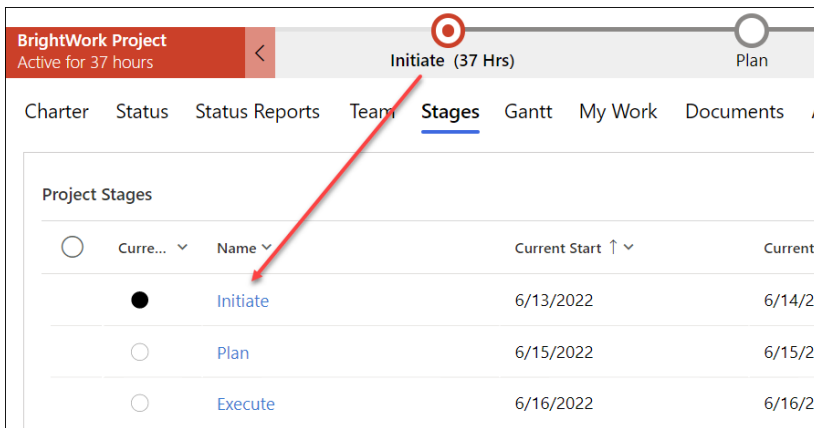 BrightWork Project
Active for 37 hours
Initiate (37 Hrs)
Plan
Charter Status Status Reports Team Stages Gantt My Work Documents
Project Stages
Curre... Name Current Start ↑ Current
Initiate 6/13/2022 6/14/2
Plan 6/15/2022 6/15/2
Execute 6/16/2022 6/16/2